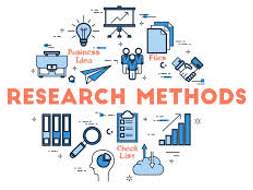 Business
Idea
Files
RESEARCH METHODS
Check
List